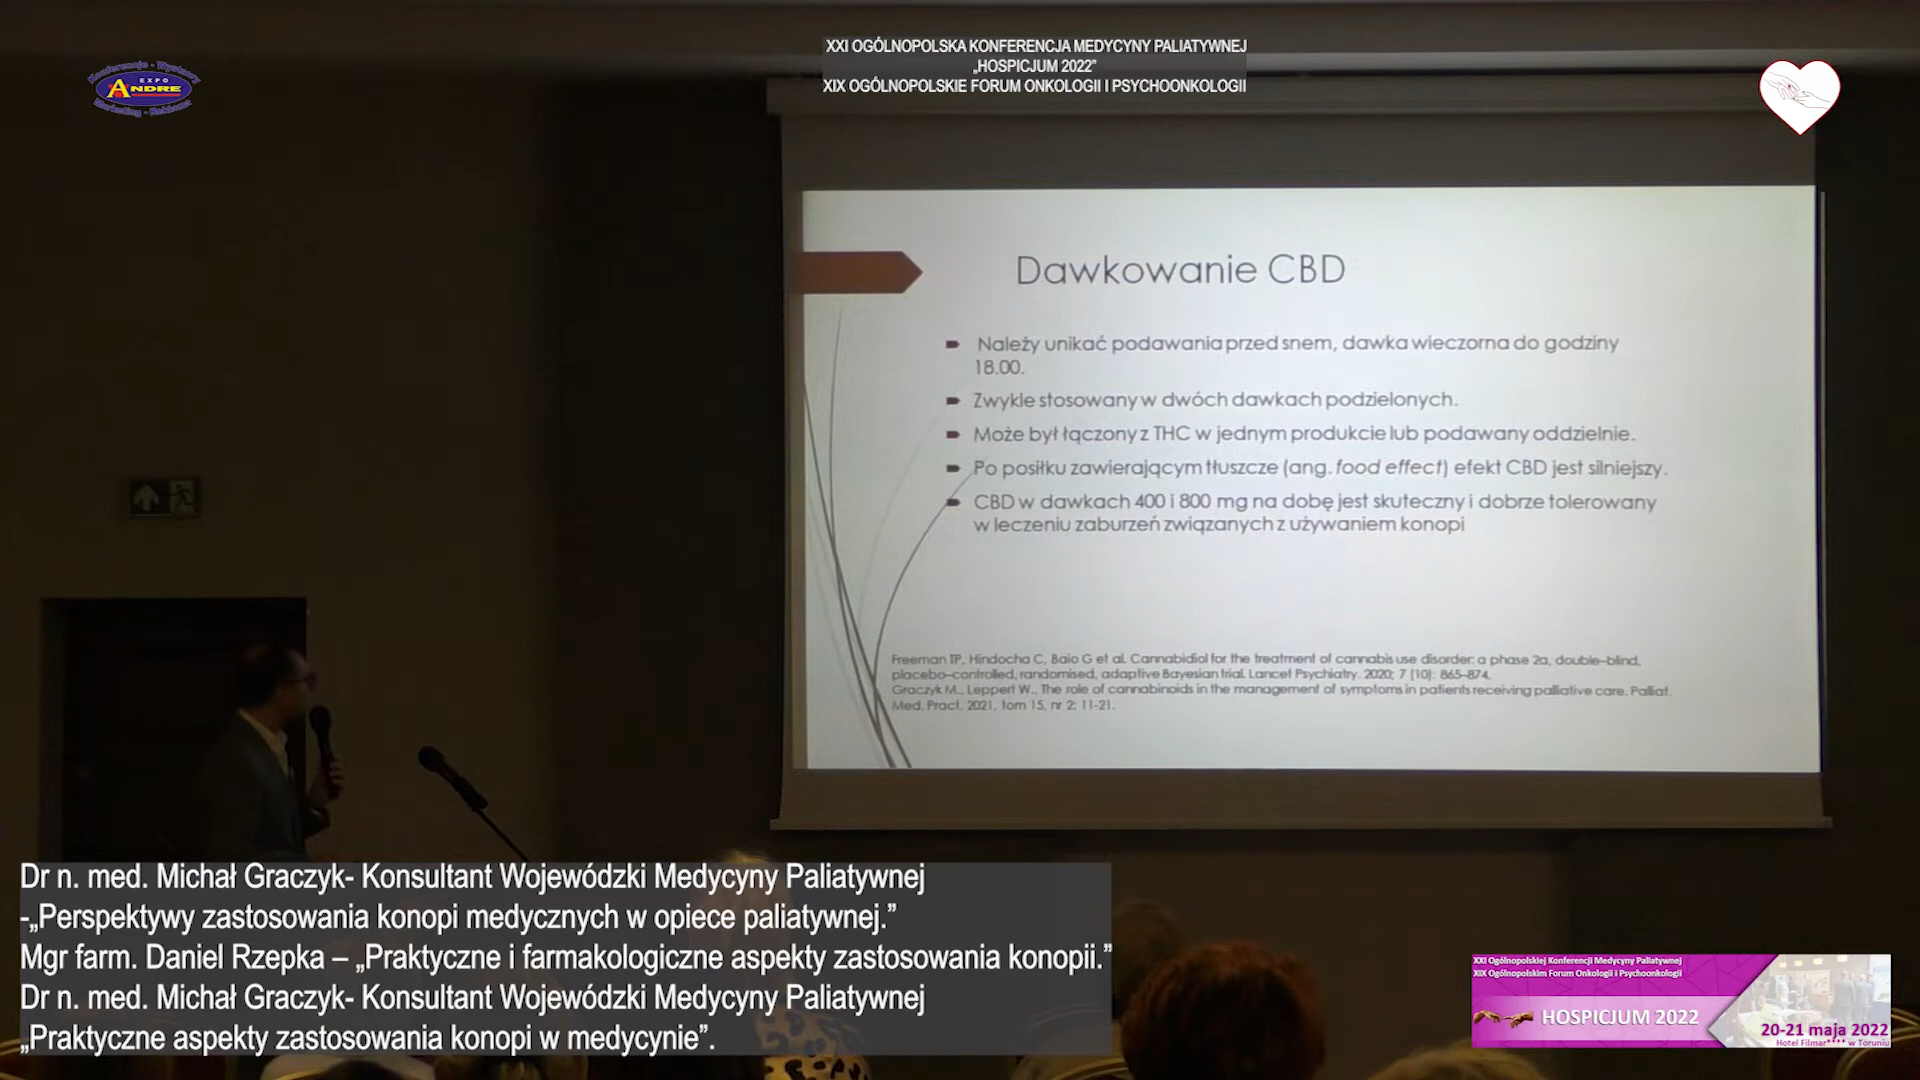 XXI OGÓLNOPOLSKA KONFERENCJA MEDYCYNY PALIATYWNEJ
„HOSPICJUM 2022”
XIX OGÓLNOPOLSKIE FORUM ONKOLOGII I PSYCHOONKOLOGII
Konferencje - Wystawy
EXPO
ANDRE
Marketing - Reklama
Dawkowanie CBD
Należy unikać podawania przed snem, dawka wieczorna do godziny
18.00.
Zwykle stosowany w dwóch dawkach podzielonych.
Może był łączony z THC w jednym produkcie lub podawany oddzielnie.
Po posiłku zawierającym tłuszcze (ang. food effect) efekt CBD jest silniejszy.
CBD w dawkach 400 i 800 mg na dobę jest skuteczny i dobrze tolerowany
w leczeniu zaburzeń związanych z używaniem konopi
Freeman TP, Hindocha C, Baio G et al. Cannabidiol for the treatment of cannabis use disorder: a phase 2a, double–blind,
placebo–controlled, randomised, adaptive Bayesian trial. Lancet Psychiatry. 2020; 7 (10): 865–874.
Graczyk M., Leppert W.. The role of cannabinoids in the management of symptoms in patients receiving palliative care. Palliat.
Med. Pract. 2021, tom 15, nr 2: 11-21.
Dr n. med. Michał Graczyk- Konsultant Wojewódzki Medycyny Paliatywnej
-„Perspektywy zastosowania konopi medycznych w opiece paliatywnej.”
Mgr farm. Daniel Rzepka – „Praktyczne i farmakologiczne aspekty zastosowania konopii.”
Dr n. med. Michał Graczyk- Konsultant Wojewódzki Medycyny Paliatywnej
„Praktyczne aspekty zastosowania konopi w medycynie”.
XXI Ogólnopolskiej Konferencji Medycyny Paliatywnej
XIX Ogólnopolskim Forum Onkologii i Psychoonkologii
HOSPICJUM 2022
20-21 maja 2022
Hotel Filmar**** w Toruniu